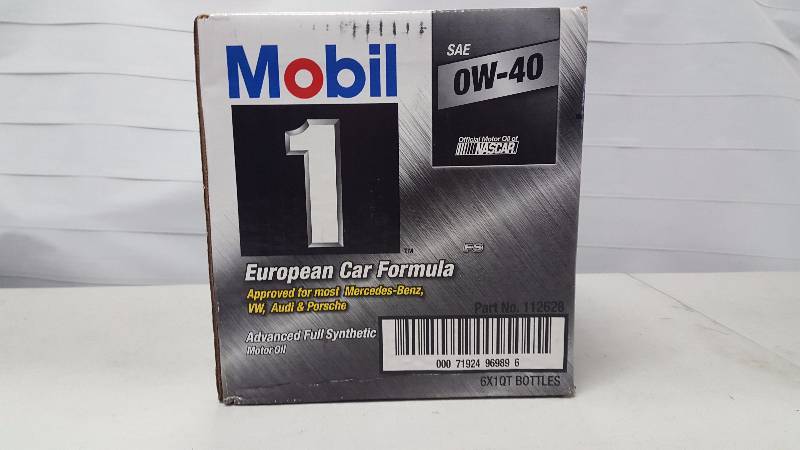 Mobil
1
TM
SAE
0W-40
Official Motor Oil of
NASCAR
FS
European Car Formula
Approved for most Mercedes-Benz,
VW, Audi & Porsche
Advanced Full Synthetic
Motor Oil
Part No. 112628
000 71924 96989 6
6X1QT BOTTLES